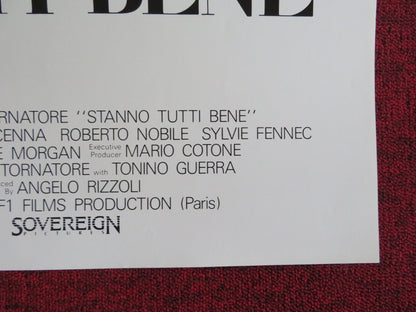 BENE
RNATORE "STANNO TUTTI BENE"
CENNA ROBERTO NOBILE SYLVIE FENNEC
E MORGAN Executive Producer MARIO COTONE
TORNATORE with TONINO GUERRA
By ANGELO RIZZOLI
F1 FILMS PRODUCTION (Paris)
SOVEREIGN
PICTURES